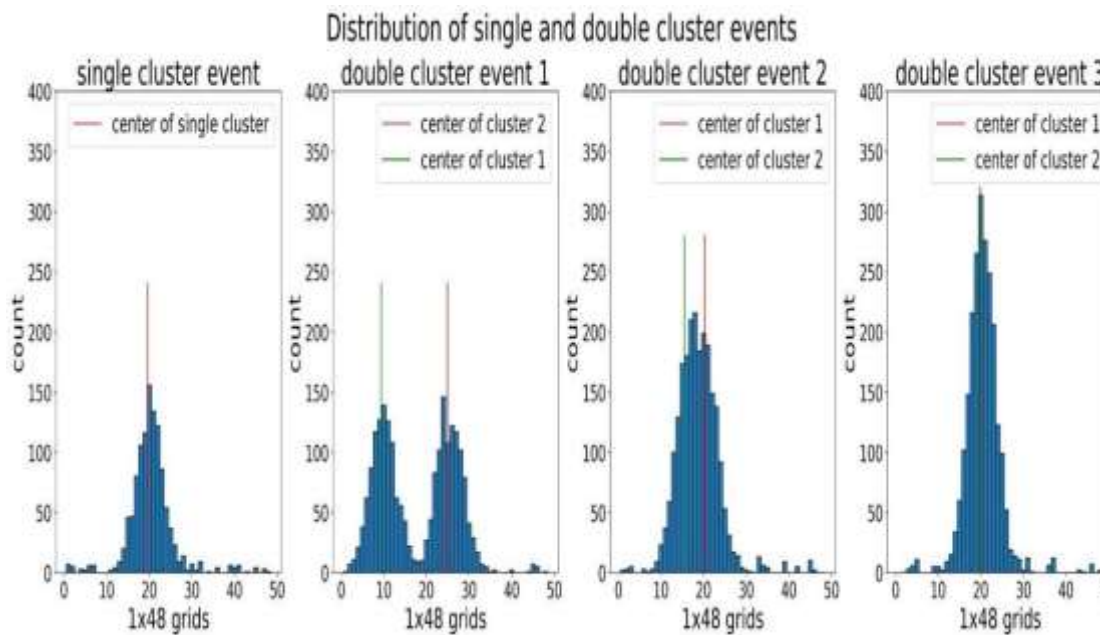 Distribution of single and double cluster events
single cluster event
double cluster event 1
double cluster event 2
double cluster event 3
center of single cluster
center of cluster 2
center of cluster 1
center of cluster 1
center of cluster 2
center of cluster 1
center of cluster 2
400
350
300
250
200
150
100
50
0
count
0 10 20 30 40 50
1x48 grids
400
350
300
250
200
150
100
50
0
count
0 10 20 30 40 50
1x48 grids
400
350
300
250
200
150
100
50
0
count
0 10 20 30 40 50
1x48 grids
400
350
300
250
200
150
100
50
0
count
0 10 20 30 40
1x48 grids